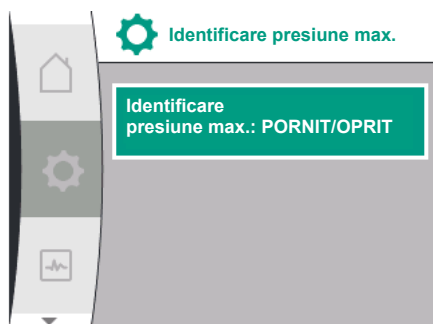 Identificare presiune max.
Identificare
presiune max.: PORNIT/OPRIT